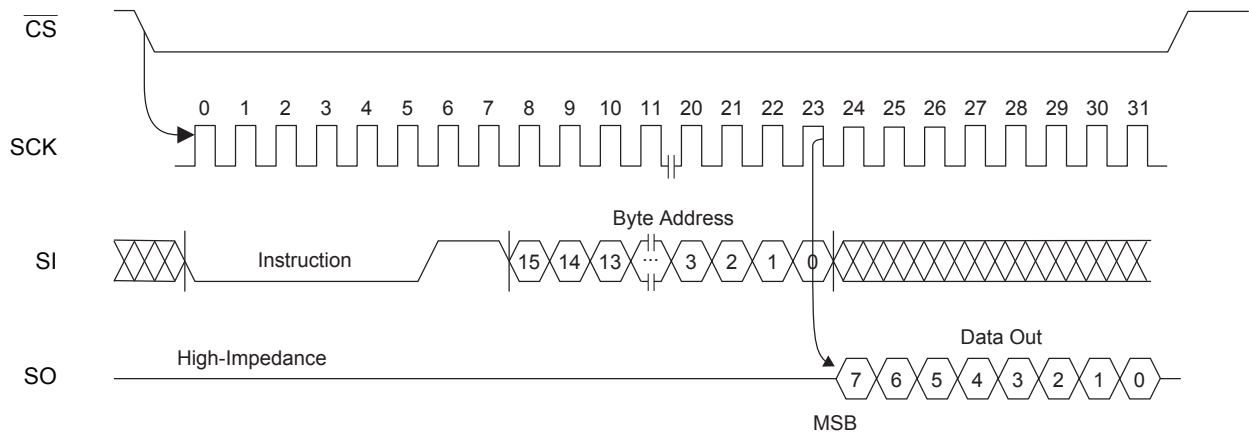 CS
0 1 2 3 4 5 6 7 8 9 10 11 20 21 22 23 24 25 26 27 28 29 30 31
SCK
Byte Address
SI
Instruction
15 14 13 ... 3 2 1 0
High-Impedance
Data Out
SO
7 6 5 4 3 2 1 0
MSB